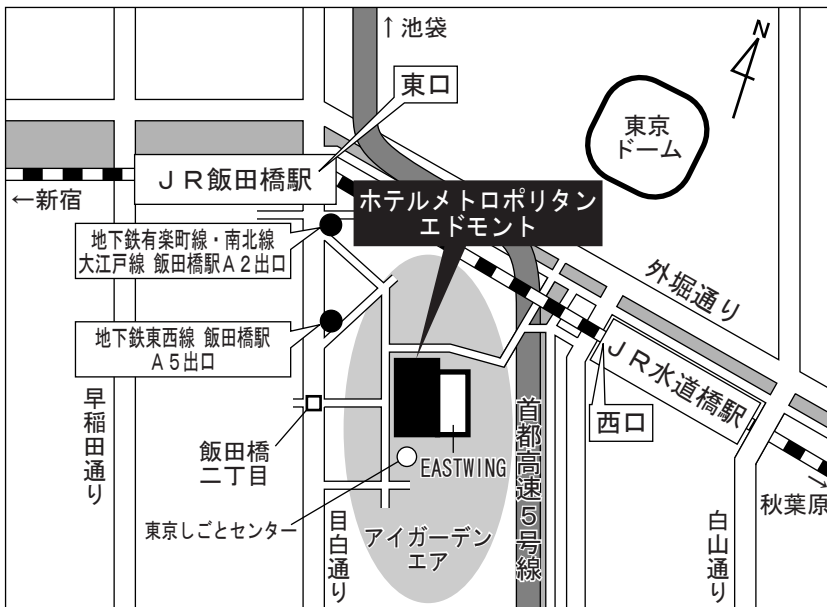 ↑池袋
N
東口
東京
ドーム
JR飯田橋駅
←新宿
ホテルメトロポリタン
エドモント
地下鉄有楽町線・南北線
大江戸線 飯田橋駅A2出口
外堀通り
地下鉄東西線 飯田橋駅
A5出口
JR水道橋駅
西口
早稲田通り
飯田橋
二丁目
EASTWING
首都高速5号線
→
秋葉原
東京しごとセンター
目白通り
アイガーデン
エア
白山通り